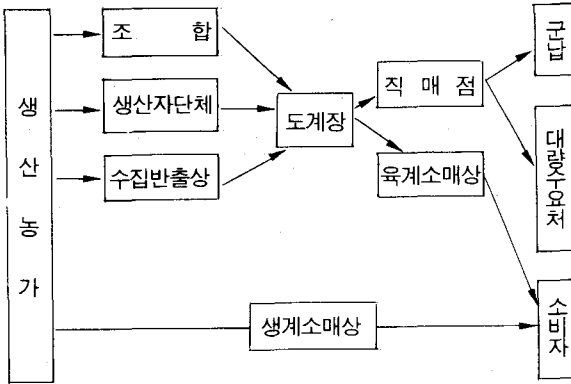 생산농가
조 합
생산자단체
수집반출상
도계장
직 매 점
육계소매상
생계소매상
군납
대량수요처
소비자